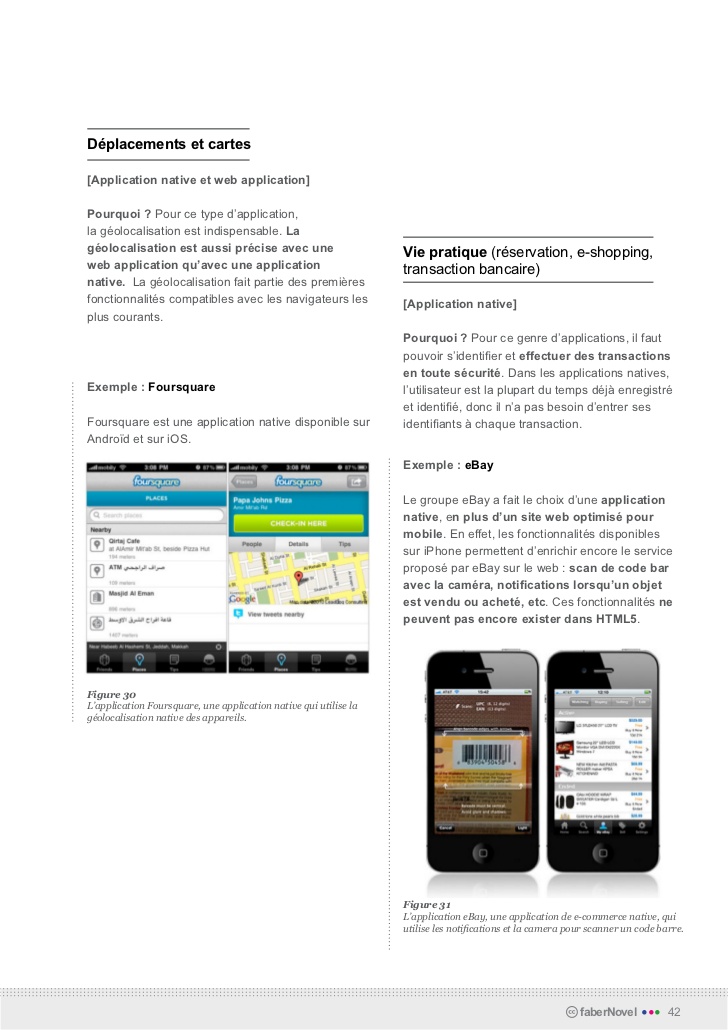 Déplacements et cartes
[Application native et web application]
Pourquoi ? Pour ce type d'application,
la géolocalisation est indispensable. La
géolocalisation est aussi précise avec une
web application qu'avec une application
native.  La géolocalisation fait partie des premières
fonctionnalités compatibles avec les navigateurs les
plus courants.
Exemple : Foursquare
Foursquare est une application native disponible sur
Androïd et sur iOS.
mobily 3:08 PM 87%
foursquare
PLACES
Search places
Nearby
Qirtaj Cafe
at AlAmir Mit'ab St, beside Pizza Hut
184 meters
ATM صراف الراجحي
109 meters
Masjid Al Eman
806 meters
قاعة افراح الشرق الاوسط
1407 meters
Near Habeeb Al Hashemi St, Jeddah, Makkah
Friends Places Tips
mobily 3:08 PM 87%
Places foursquare
Papa Johns Pizza
Amir Mit'ab Rd
CHECK-IN HERE
People Details Tips
Google
View tweets nearby
Friends Places Tips
Figure 30
L'application Foursquare, une application native qui utilise la
géolocalisation native des appareils.
Vie pratique (réservation, e-shopping,
transaction bancaire)
[Application native]
Pourquoi ? Pour ce genre d'applications, il faut
pouvoir s'identifier et effectuer des transactions
en toute sécurité. Dans les applications natives,
l'utilisateur est la plupart du temps déjà enregistré
et identifié, donc il n'a pas besoin d'entrer ses
identifiants à chaque transaction.
Exemple : eBay
Le groupe eBay a fait le choix d'une application
native, en plus d'un site web optimisé pour
mobile. En effet, les fonctionnalités disponibles
sur iPhone permettent d'enrichir encore le service
proposé par eBay sur le web : scan de code bar
avec la caméra, notifications lorsqu'un objet
est vendu ou acheté, etc. Ces fonctionnalités ne
peuvent pas encore exister dans HTML5.
Cancel Light
Figure 31
L'application eBay, une application de e-commerce native, qui
utilise les notifications et la camera pour scanner un code barre.
cc faberNovel 42